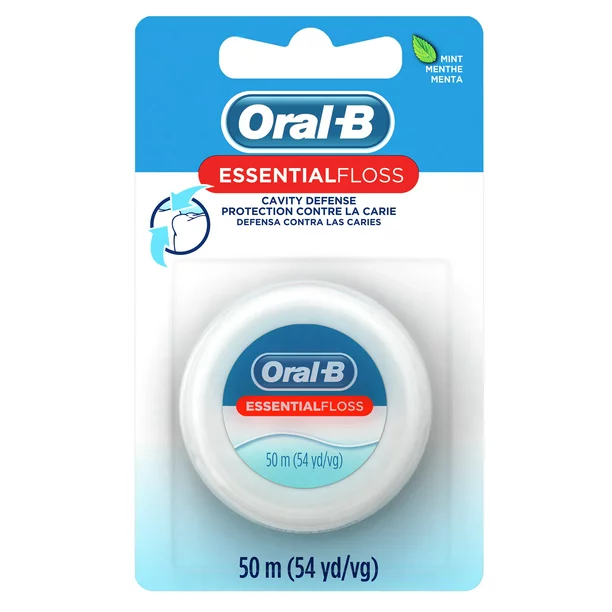 MINT
MENTHE
MENTA
Oral-B
ESSENTIALFLOSS
CAVITY DEFENSE
PROTECTION CONTRE LA CARIE
DEFENSA CONTRA LAS CARIES
Oral-B
ESSENTIALFLOSS
50 m (54 yd/vg)
50 m (54 yd/vg)